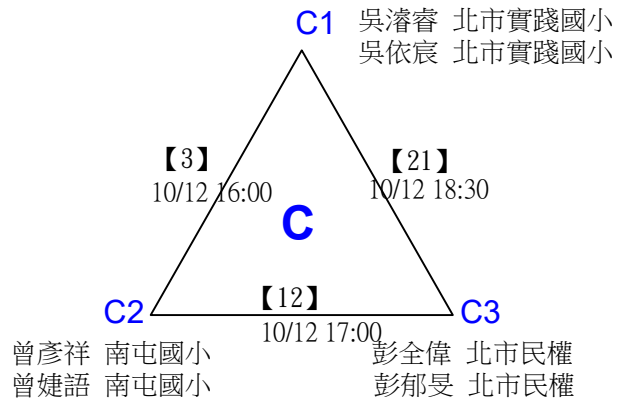 C1 吳濬睿 北市實踐國小
吳依宸 北市實踐國小
【3】
10/12 16:00
【21】
10/12 18:30
C
C2
【12】
10/12 17:00
C3
曾彥祥 南屯國小
曾婕語 南屯國小
彭全偉 北市民權
彭郁旻 北市民權